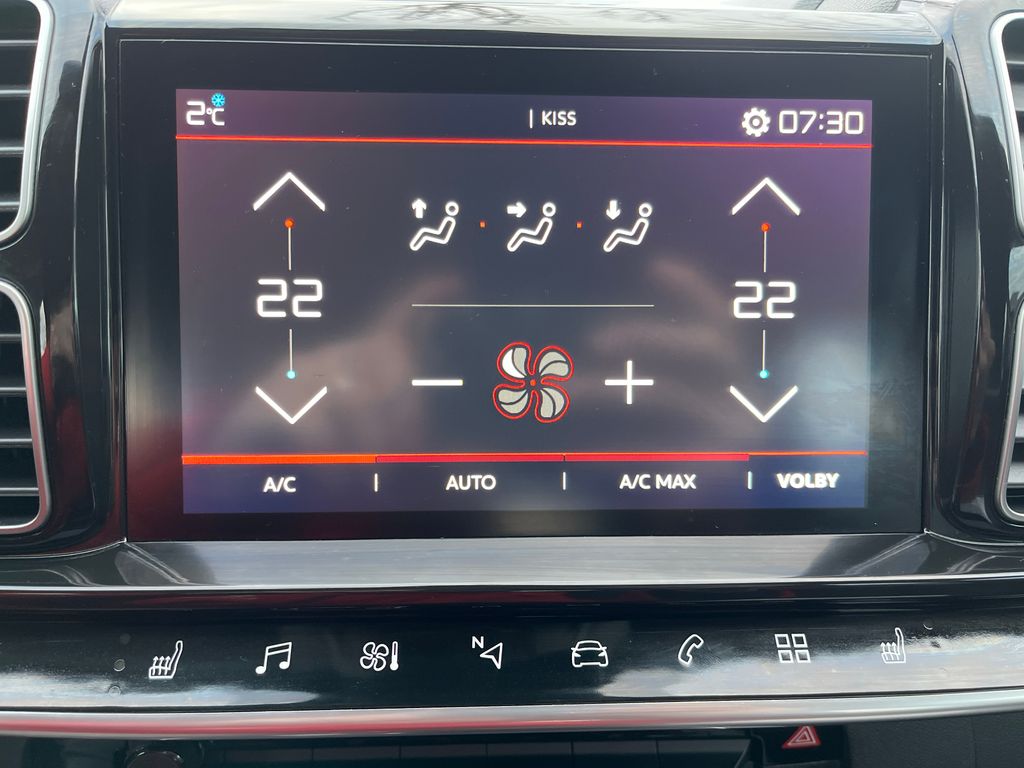 2°C | KISS 07:30
22 22
A/C | AUTO | A/C MAX | VOLBY
N